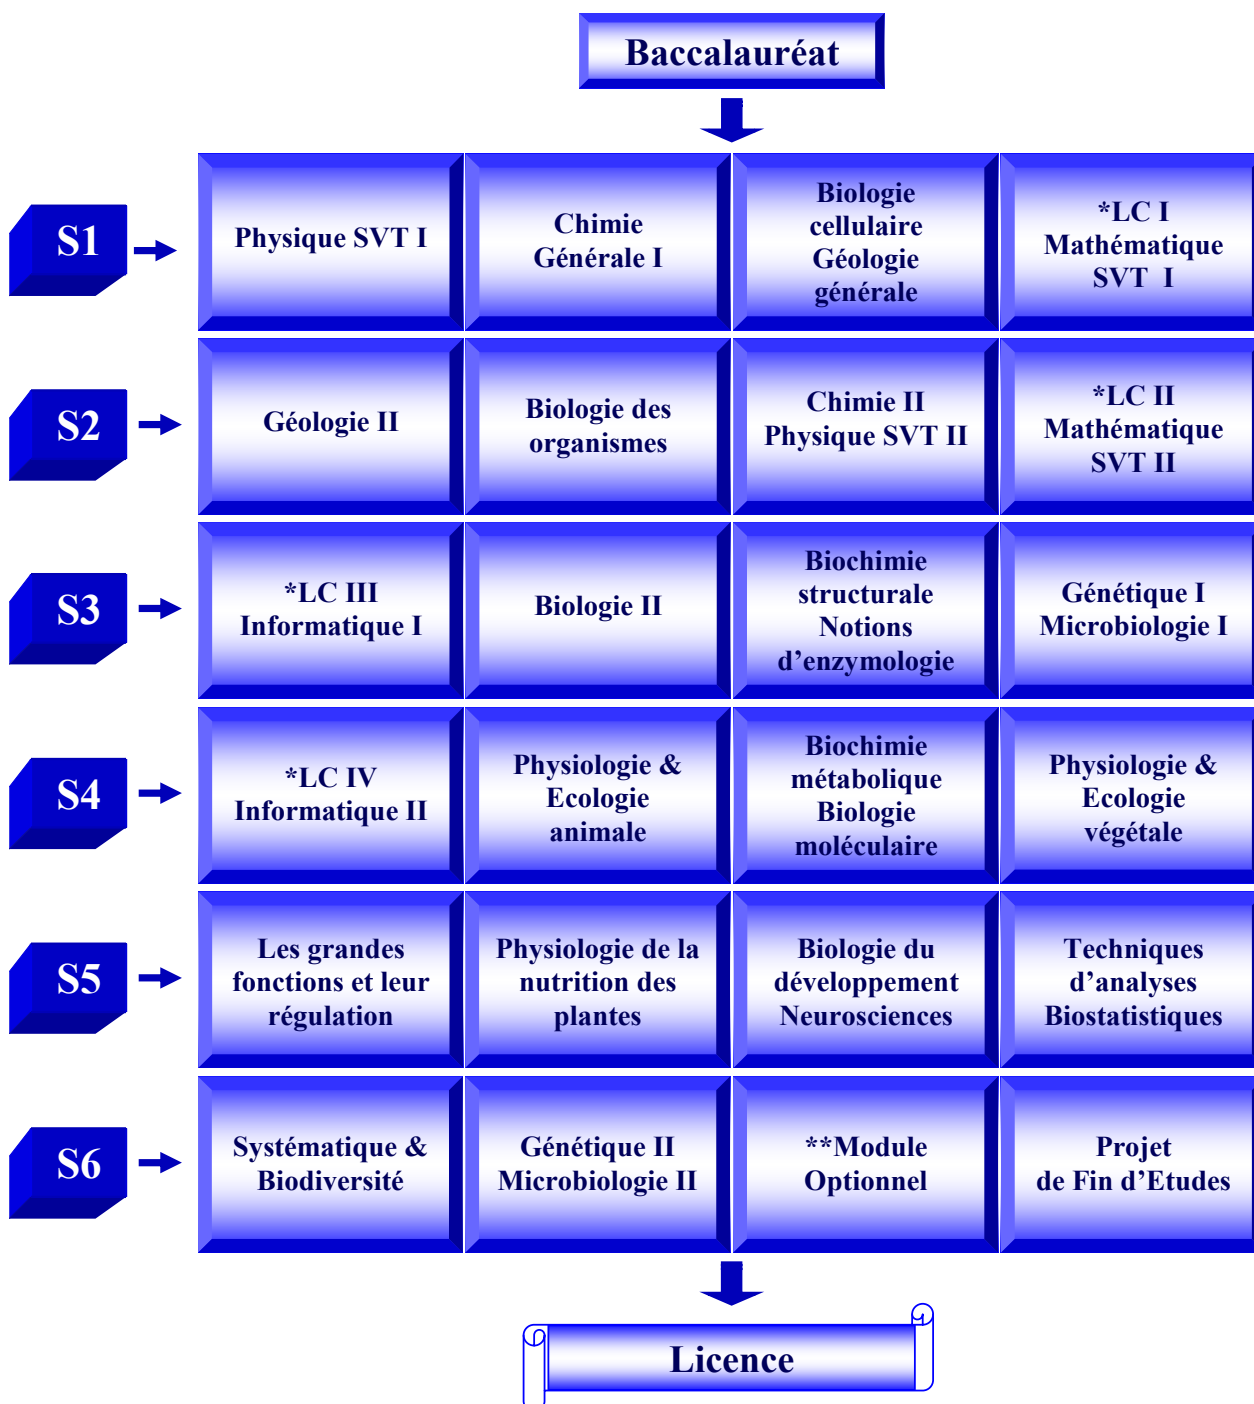 Baccalauréat
S1
Physique SVT I
Chimie
Générale I
Biologie
cellulaire
Géologie
générale
*LC I
Mathématique
SVT I
S2
Géologie II
Biologie des
organismes
Chimie II
Physique SVT II
*LC II
Mathématique
SVT II
S3
*LC III
Informatique I
Biologie II
Biochimie
structurale
Notions
d’enzymologie
Génétique I
Microbiologie I
S4
*LC IV
Informatique II
Physiologie &
Ecologie
animale
Biochimie
métabolique
Biologie
moléculaire
Physiologie &
Ecologie
végétale
S5
Les grandes
fonctions et leur
régulation
Physiologie de la
nutrition des
plantes
Biologie du
développement
Neurosciences
Techniques
d’analyses
Biostatistiques
S6
Systématique &
Biodiversité
Génétique II
Microbiologie II
**Module
Optionnel
Projet
de Fin d’Etudes
Licence